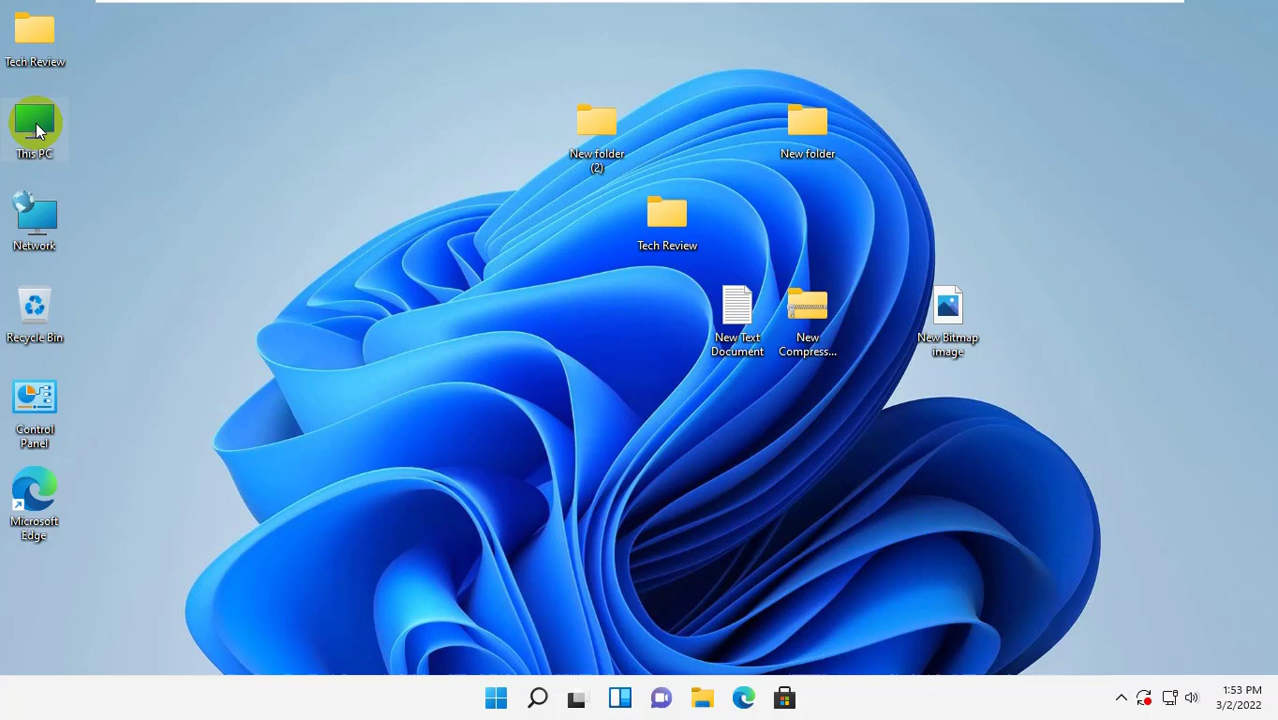 Tech Review
This PC
Network
Recycle Bin
Control
Panel
Microsoft
Edge
New folder
(2)
New folder
Tech Review
New Text
Document
New
Compress...
New Bitmap
image
1:53 PM
3/2/2022